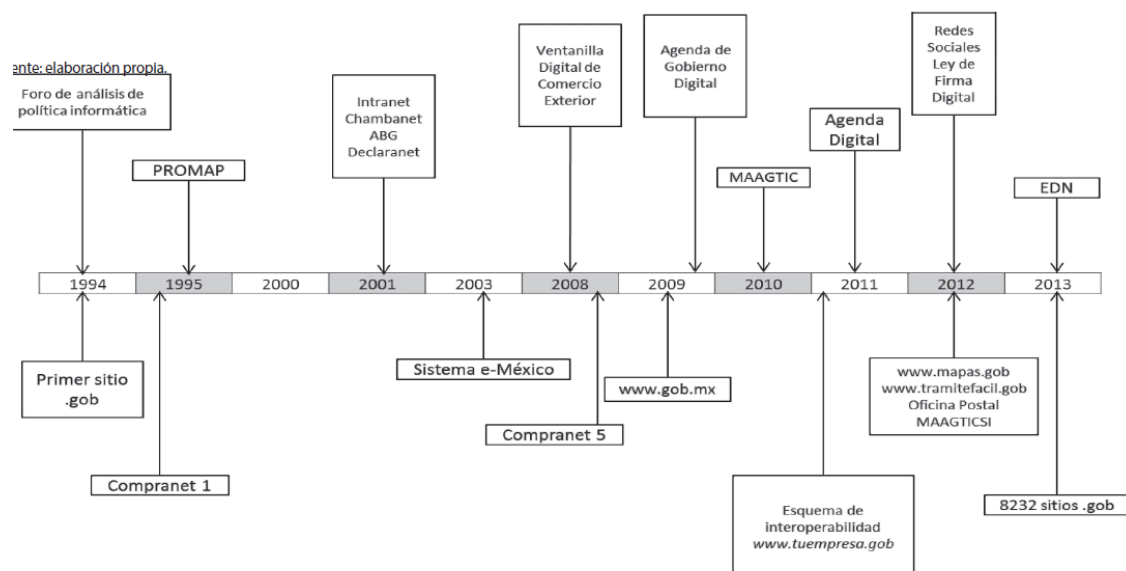 ente: elaboración propia.
Foro de análisis de
política informática
PROMAP
Intranet
Chambanet
ABG
Declaranet
Ventanilla
Digital de
Comercio
Exterior
Agenda de
Gobierno
Digital
MAAGTIC
Agenda
Digital
Redes
Sociales
Ley de
Firma
Digital
EDN
1994
1995
2000
2001
2003
2008
2009
2010
2011
2012
2013
Primer sitio
.gob
Compranet 1
Sistema e-México
Compranet 5
www.gob.mx
Esquema de
interoperabilidad
www.tuempresa.gob
www.mapas.gob
www.tramitefacil.gob
Oficina Postal
MAAGTICSI
8232 sitios .gob